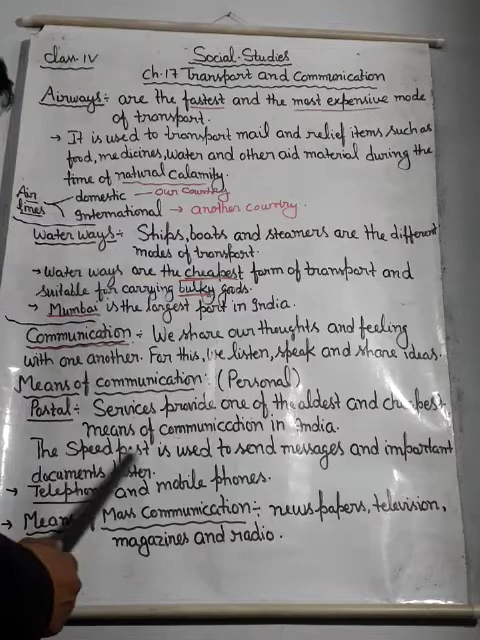 Class. IV Social-Studies
Ch.17 Transport and Communication
Airways:- are the fastest and the most expensive mode
of transport.
→ It is used to transport mail and relief items such as
food, medicines, water and other aid material during the
time of natural calamity.
Air lines domestic — our country
International → another country.
Water ways:- Ships, boats and steamers are the different
modes of transport.
→ Water ways are the cheapest form of transport and
suitable for carrying bulky goods.
→ Mumbai is the largest port in India.
Communication:- We share our thoughts and feeling
with one another. For this, we listen, speak and share ideas.
Means of communication: (Personal)
Postal:- Services provide one of the oldest and cheapest
means of communication in India.
The Speed post is used to send messages and important
documents
→ Telephone and mobile phones.
→ Mass Communication:- newspapers, television,
magazines and radio.